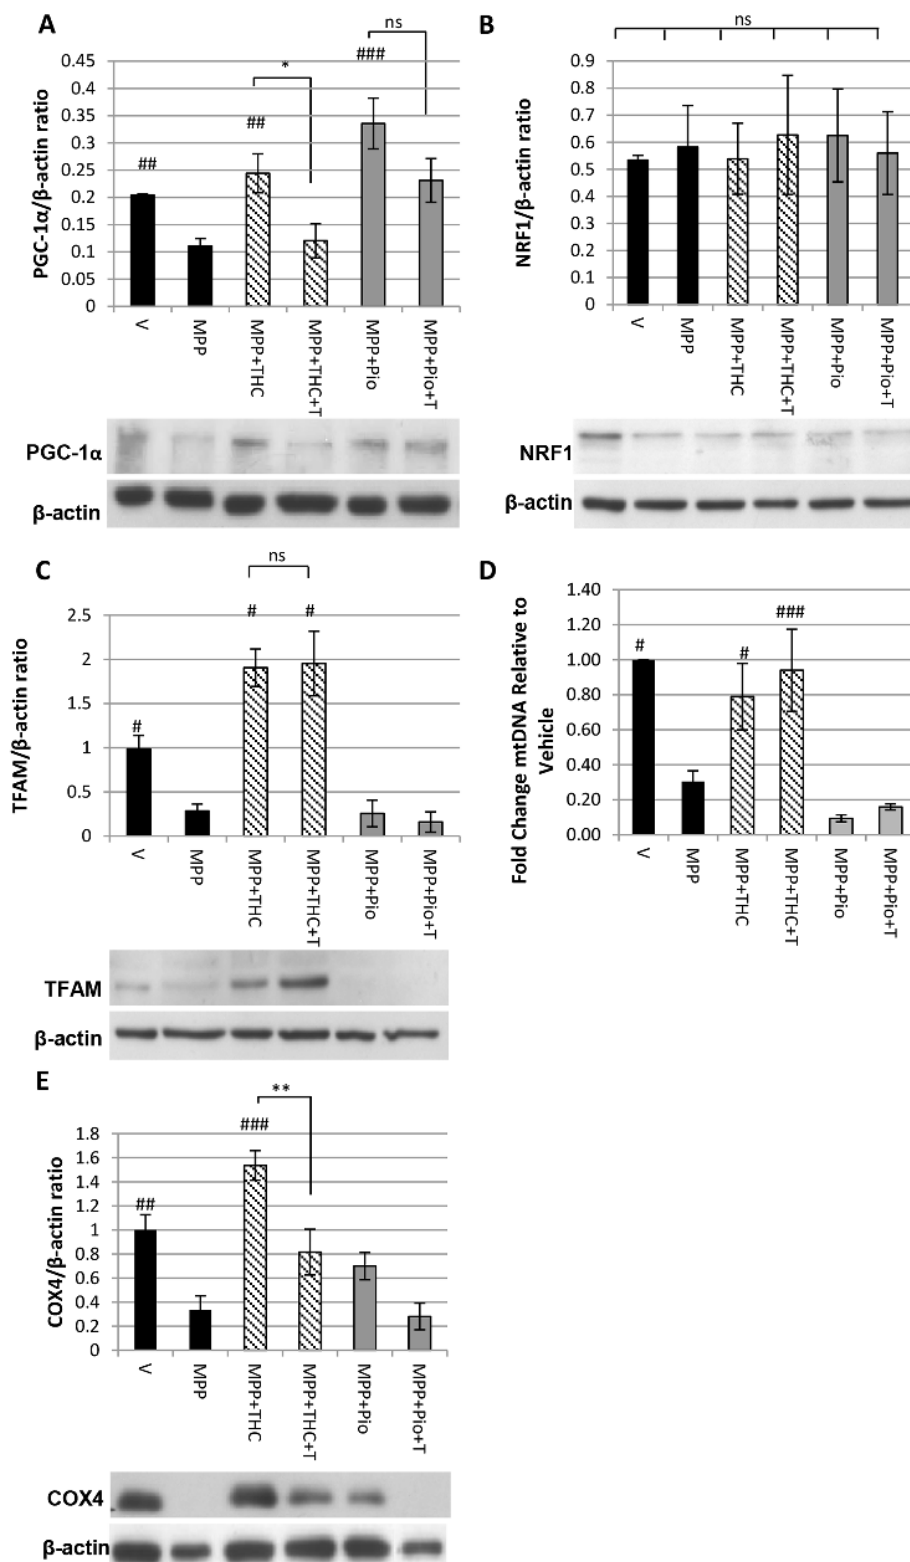 A
ns
###
*
##
##
PGC-1α/β-actin ratio
0.45
0.4
0.35
0.3
0.25
0.2
0.15
0.1
0.05
0
V
MPP
MPP+THC
MPP+THC+T
MPP+Pio
MPP+Pio+T
PGC-1α
β-actin
B
ns
NRF1/β-actin ratio
0.9
0.8
0.7
0.6
0.5
0.4
0.3
0.2
0.1
0
V
MPP
MPP+THC
MPP+THC+T
MPP+Pio
MPP+Pio+T
NRF1
β-actin
C
ns
#
#
#
TFAM/β-actin ratio
2.5
2
1.5
1
0.5
0
V
MPP
MPP+THC
MPP+THC+T
MPP+Pio
MPP+Pio+T
TFAM
β-actin
D
###
#
#
Fold Change mtDNA Relative to
Vehicle
1.40
1.20
1.00
0.80
0.60
0.40
0.20
0.00
V
MPP
MPP+THC
MPP+THC+T
MPP+Pio
MPP+Pio+T
E
**
###
##
COX4/β-actin ratio
1.8
1.6
1.4
1.2
1
0.8
0.6
0.4
0.2
0
V
MPP
MPP+THC
MPP+THC+T
MPP+Pio
MPP+Pio+T
COX4
β-actin